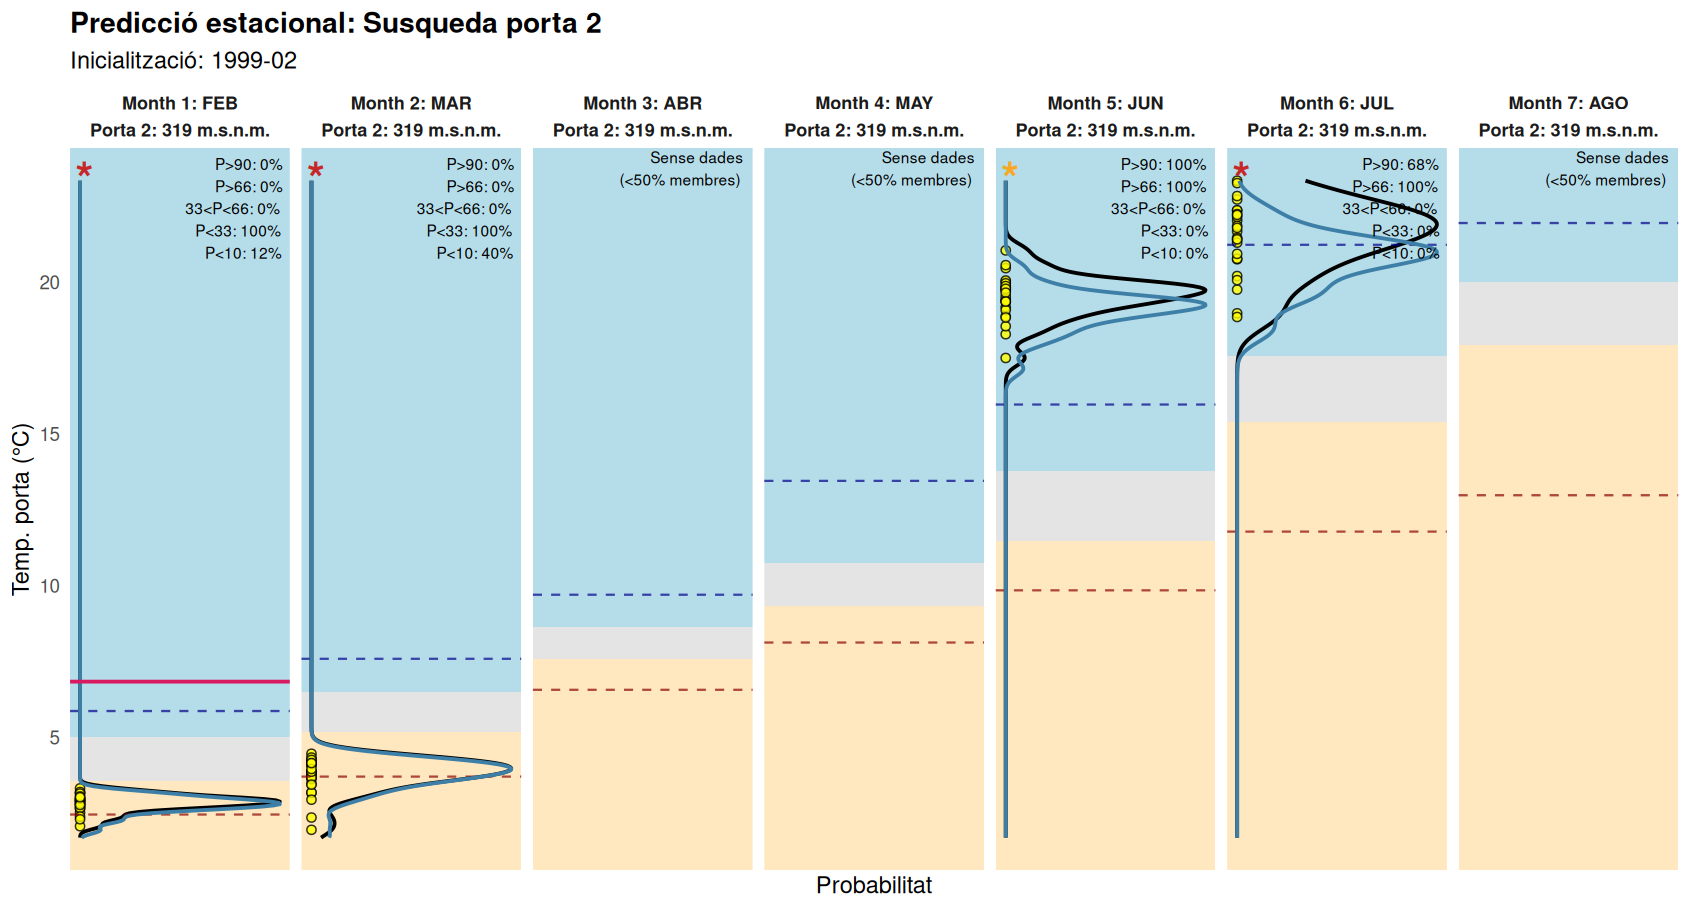 Predicció estacional: Susqueda porta 2
Inicialització: 1999-02
Month 1: FEB
Porta 2: 319 m.s.n.m.
Month 2: MAR
Porta 2: 319 m.s.n.m.
Month 3: ABR
Porta 2: 319 m.s.n.m.
Month 4: MAY
Porta 2: 319 m.s.n.m.
Month 5: JUN
Porta 2: 319 m.s.n.m.
Month 6: JUL
Porta 2: 319 m.s.n.m.
Month 7: AGO
Porta 2: 319 m.s.n.m.
*
P>90: 0%
P>66: 0%
33<P<66: 0%
P<33: 100%
P<10: 12%
*
P>90: 0%
P>66: 0%
33<P<66: 0%
P<33: 100%
P<10: 40%
Sense dades
(<50% membres)
Sense dades
(<50% membres)
*
P>90: 100%
P>66: 100%
33<P<66: 0%
P<33: 0%
P<10: 0%
*
P>90: 68%
P>66: 100%
33<P<66: 0%
P<33: 0%
P<10: 0%
Sense dades
(<50% membres)
Temp. porta (°C)
20
15
10
5
Probabilitat